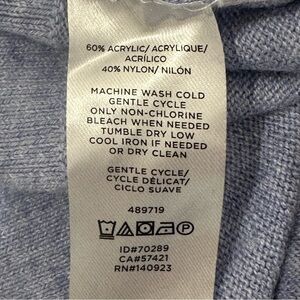 60% ACRYLIC/ ACRYLIQUE/
ACRÍLICO
40% NYLON/ NILÓN
MACHINE WASH COLD
GENTLE CYCLE
ONLY NON-CHLORINE
BLEACH WHEN NEEDED
TUMBLE DRY LOW
COOL IRON IF NEEDED
OR DRY CLEAN
GENTLE CYCLE/
CYCLE DÉLICAT/
CICLO SUAVE
489719
P
ID#70289
CA#57421
RN#140923